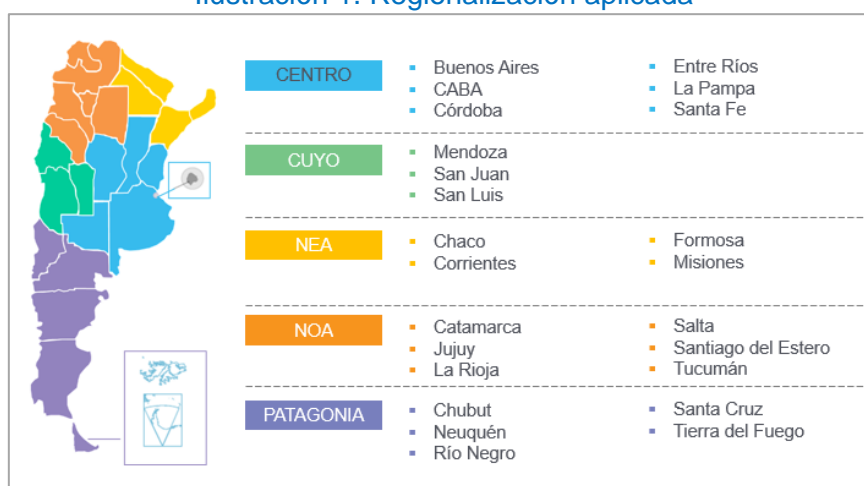 Ilustración 1. Regionalización aplicada
CENTRO
Buenos Aires
CABA
Córdoba
Entre Ríos
La Pampa
Santa Fe
CUYO
Mendoza
San Juan
San Luis
NEA
Chaco
Corrientes
Formosa
Misiones
NOA
Catamarca
Jujuy
La Rioja
Salta
Santiago del Estero
Tucumán
PATAGONIA
Chubut
Neuquén
Río Negro
Santa Cruz
Tierra del Fuego